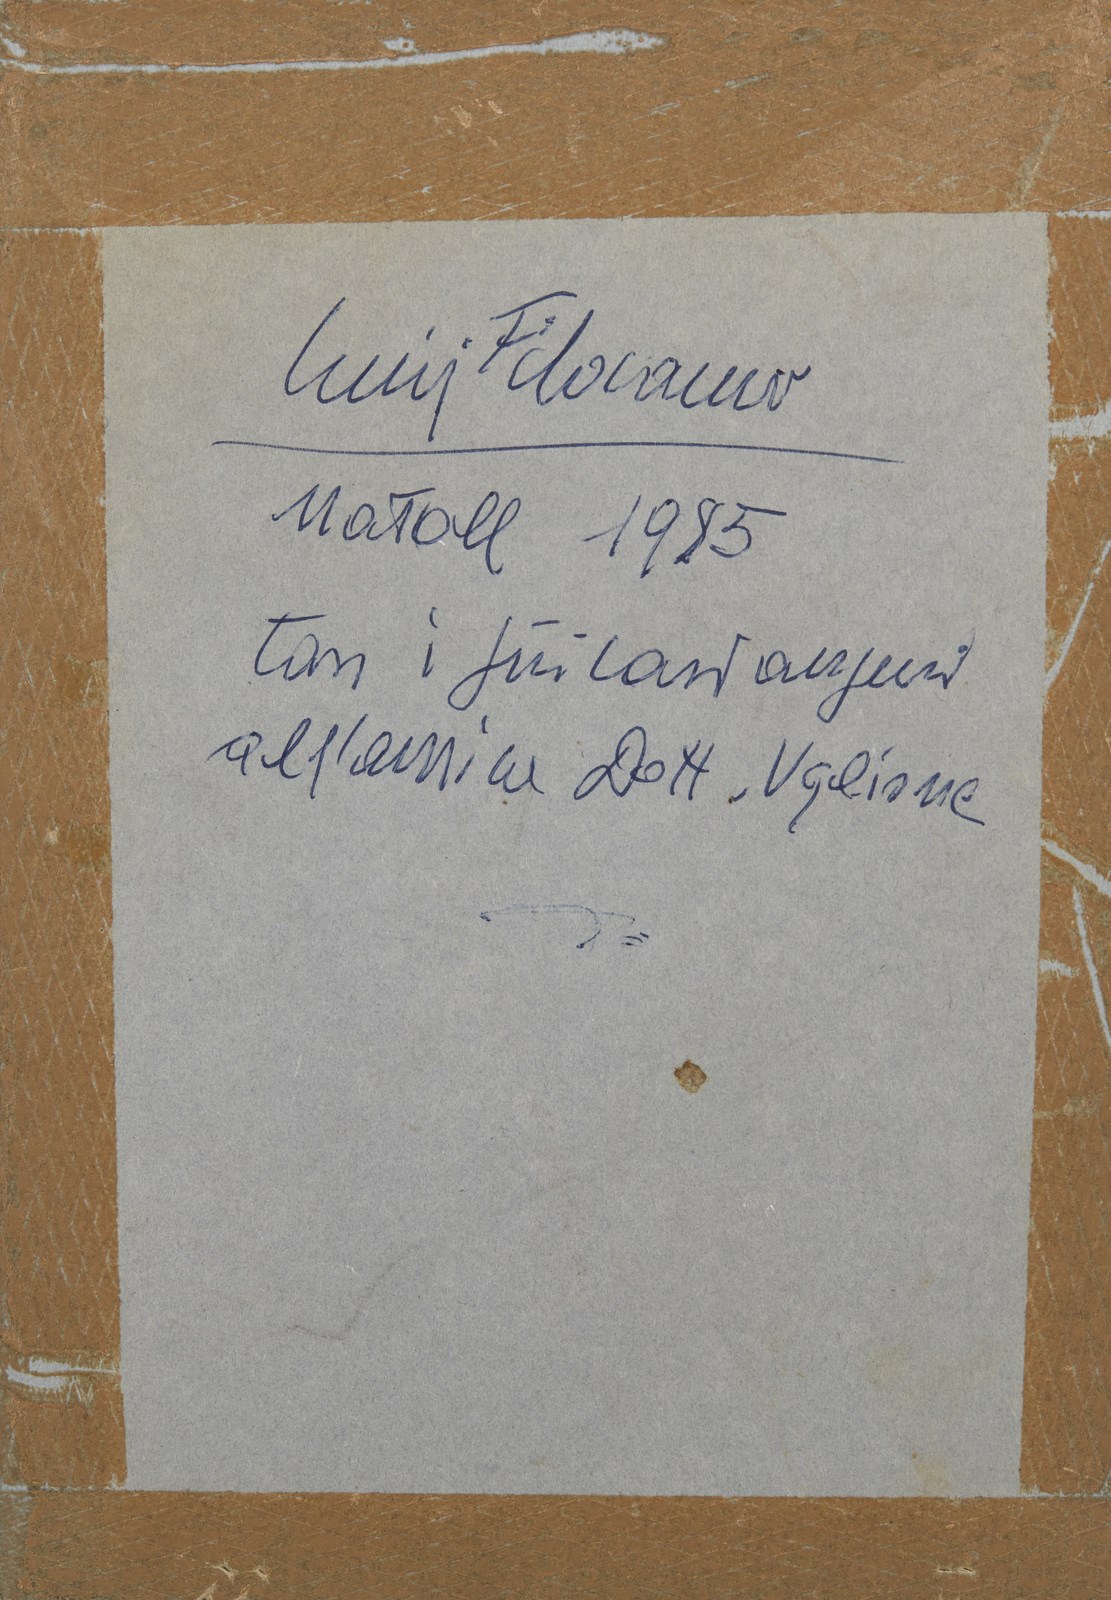 Luigi Filocamo
Natale 1985
con i più cari auguri
all'amico Dott. Uglione